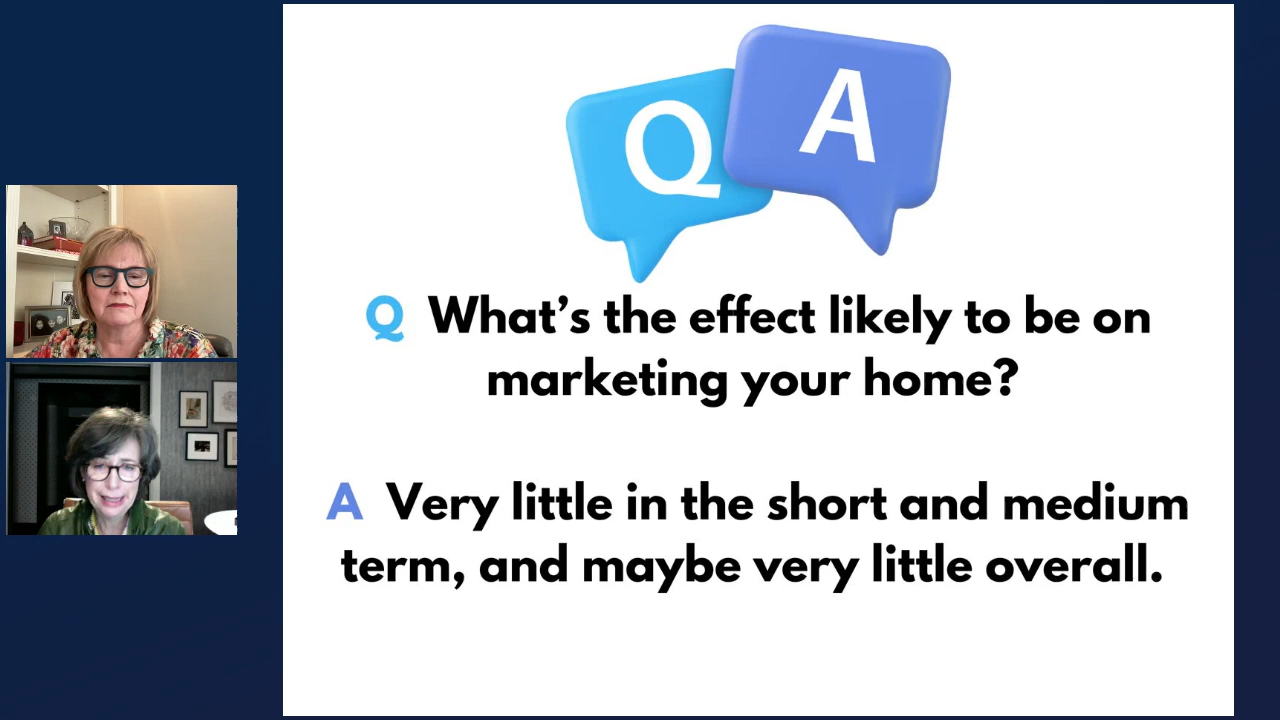 Q A
Q What's the effect likely to be on
marketing your home?
A Very little in the short and medium
term, and maybe very little overall.